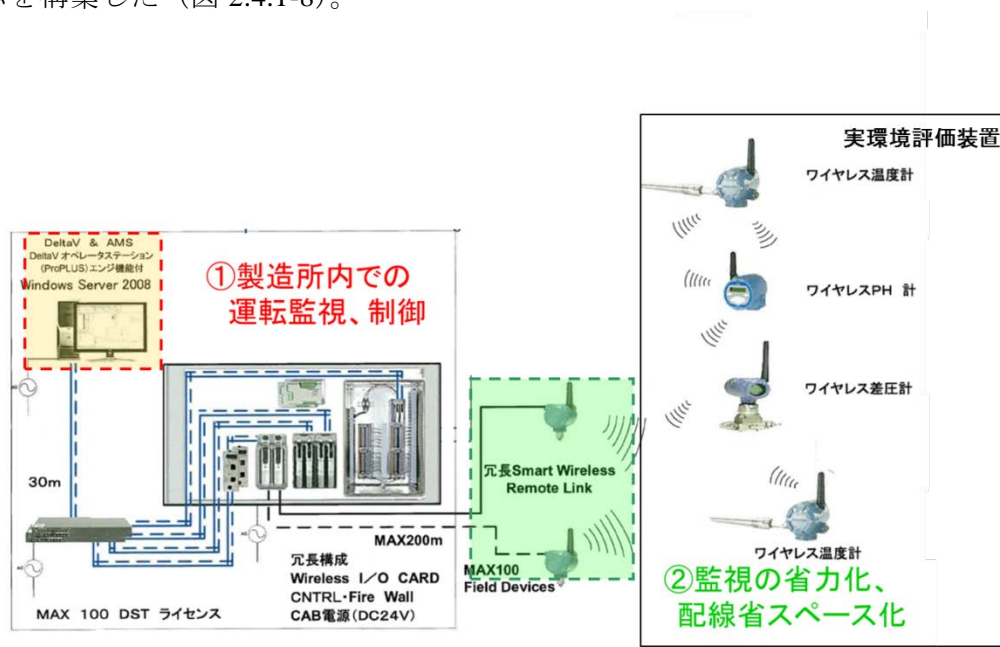 を構築した（図 2.4.1-8）。
実環境評価装置
ワイヤレス温度計
ワイヤレスPH 計
ワイヤレス差圧計
ワイヤレス温度計
②監視の省力化、
配線省スペース化
DeltaV & AMS
DeltaV オペレータステーション
(ProPLUS)エンジ機能付
Windows Server 2008
①製造所内での
運転監視、制御
30m
冗長Smart Wireless
Remote Link
MAX200m
冗長構成
Wireless I／O CARD
CNTRL・Fire Wall
CAB電源(DC24V)
MAX100
Field Devices
MAX 100 DST ライセンス